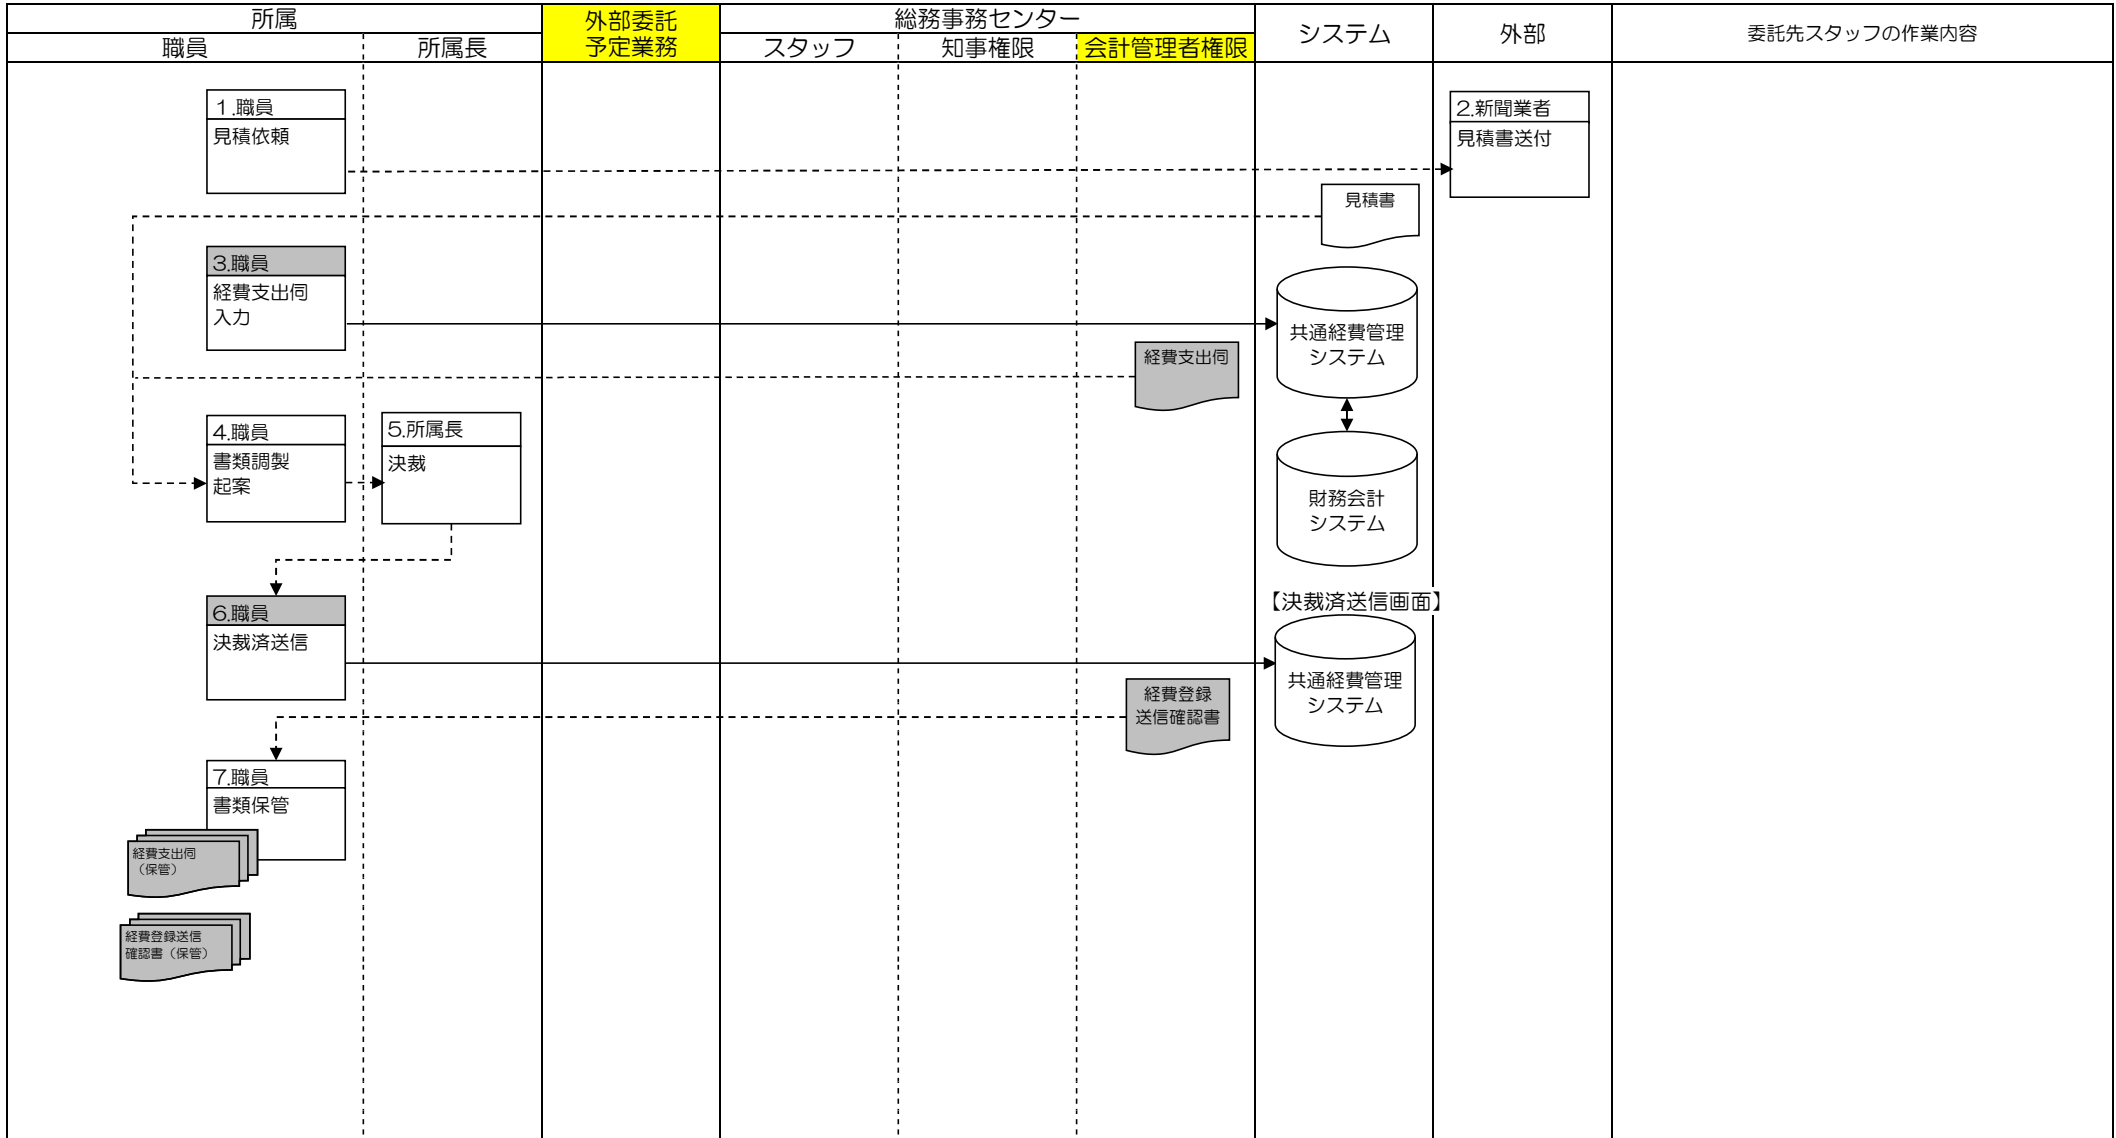 所属
外部委託
予定業務
総務事務センター
システム
外部
委託先スタッフの作業内容
職員
所属長
スタッフ
知事権限
会計管理者権限
１.職員
見積依頼
2.新聞業者
見積書送付
見積書
3.職員
経費支出伺
入力
共通経費管理
システム
経費支出伺
4.職員
書類調製
起案
5.所属長
決裁
財務会計
システム
6.職員
決裁済送信
【決裁済送信画面】
共通経費管理
システム
経費登録
送信確認書
7.職員
書類保管
経費支出伺
（保管）
経費登録送信
確認書（保管）